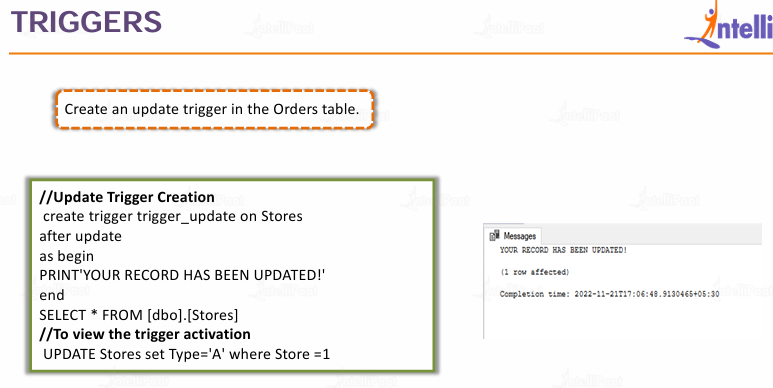 TRIGGERS
ntelli
Create an update trigger in the Orders table.
//Update Trigger Creation
create trigger trigger_update on Stores
after update
as begin
PRINT'YOUR RECORD HAS BEEN UPDATED!'
end
SELECT * FROM [dbo].[Stores]
//To view the trigger activation
UPDATE Stores set Type='A' where Store =1
Messages
YOUR RECORD HAS BEEN UPDATED!
(1 row affected)
Completion time: 2022-11-21T17:06:48.9130465+05:30